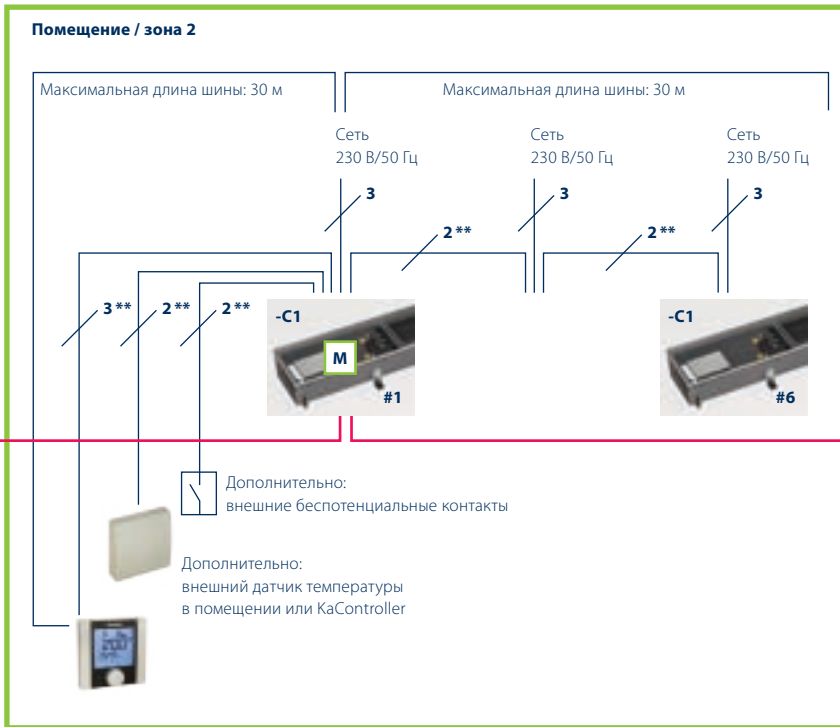 Помещение / зона 2
Максимальная длина шины: 30 м
Максимальная длина шины: 30 м
Сеть
230 В/50 Гц
Сеть
230 В/50 Гц
Сеть
230 В/50 Гц
3
3
3
2 **
2 **
3 **
2 **
2 **
-C1
M
#1
-C1
#6
Дополнительно:
внешние беспотенциальные контакты
Дополнительно:
внешний датчик температуры
в помещении или KaController